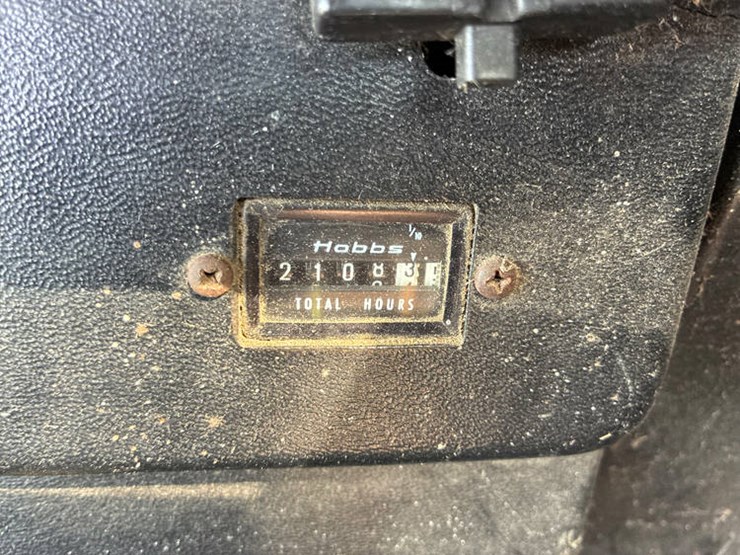 1/10
Hobbs
2 1 0 8 3
TOTAL HOURS